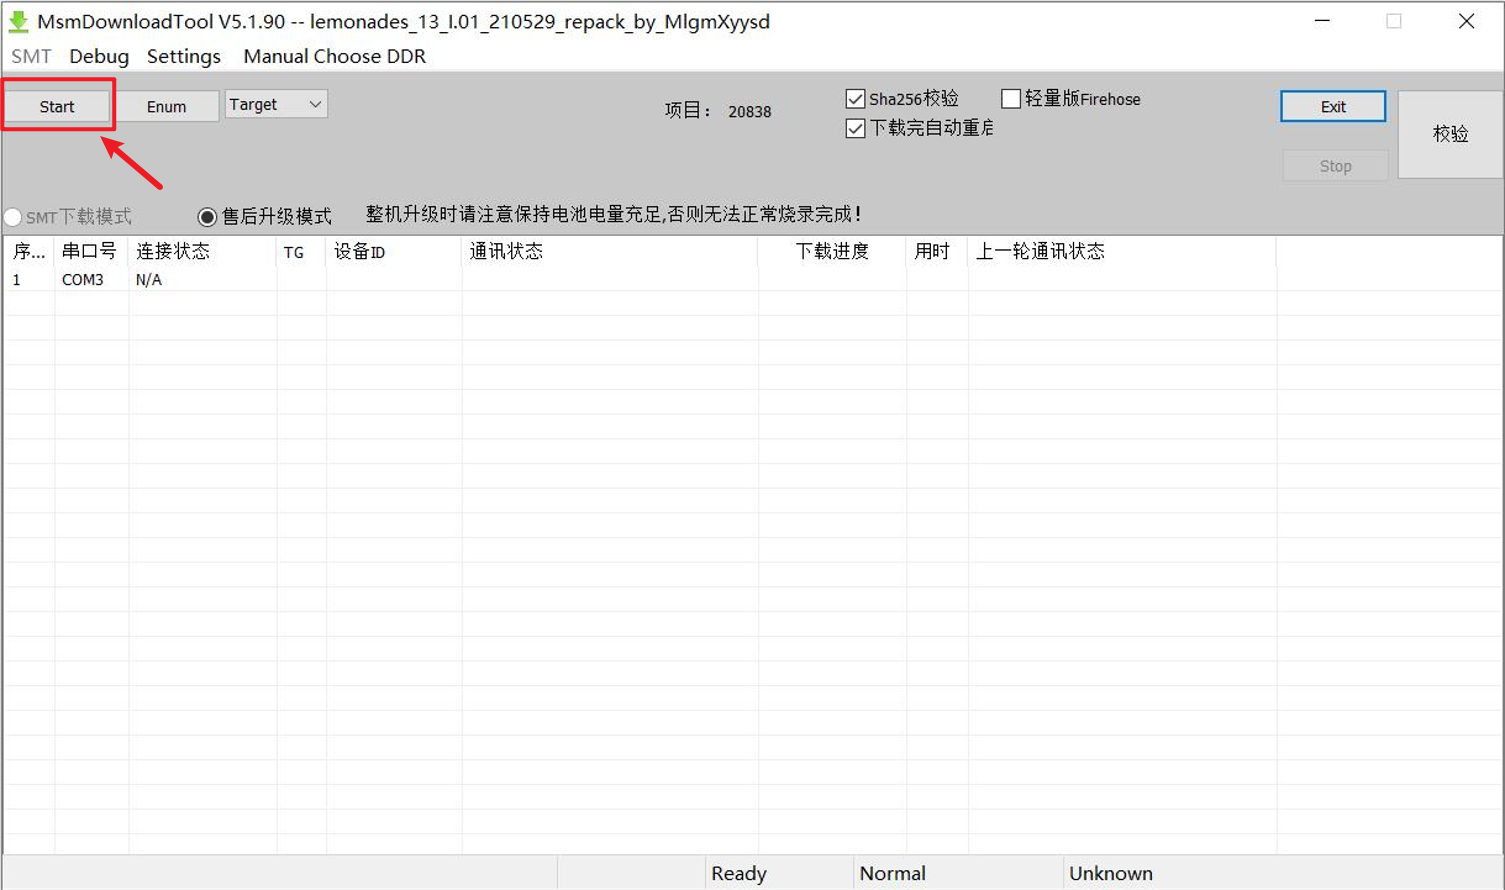 MsmDownloadTool V5.1.90 -- lemonades_13_I.01_210529_repack_by_MlgmXyysd
SMT Debug Settings Manual Choose DDR
Start Enum Target 项目： 20838 Sha256校验 轻量版Firehose Exit 校验
下载完自动重启
Stop
SMT下载模式 售后升级模式 整机升级时请注意保持电池电量充足,否则无法正常烧录完成！
序... 串口号 连接状态 TG 设备ID 通讯状态 下载进度 用时 上一轮通讯状态
1 COM3 N/A
Ready Normal Unknown